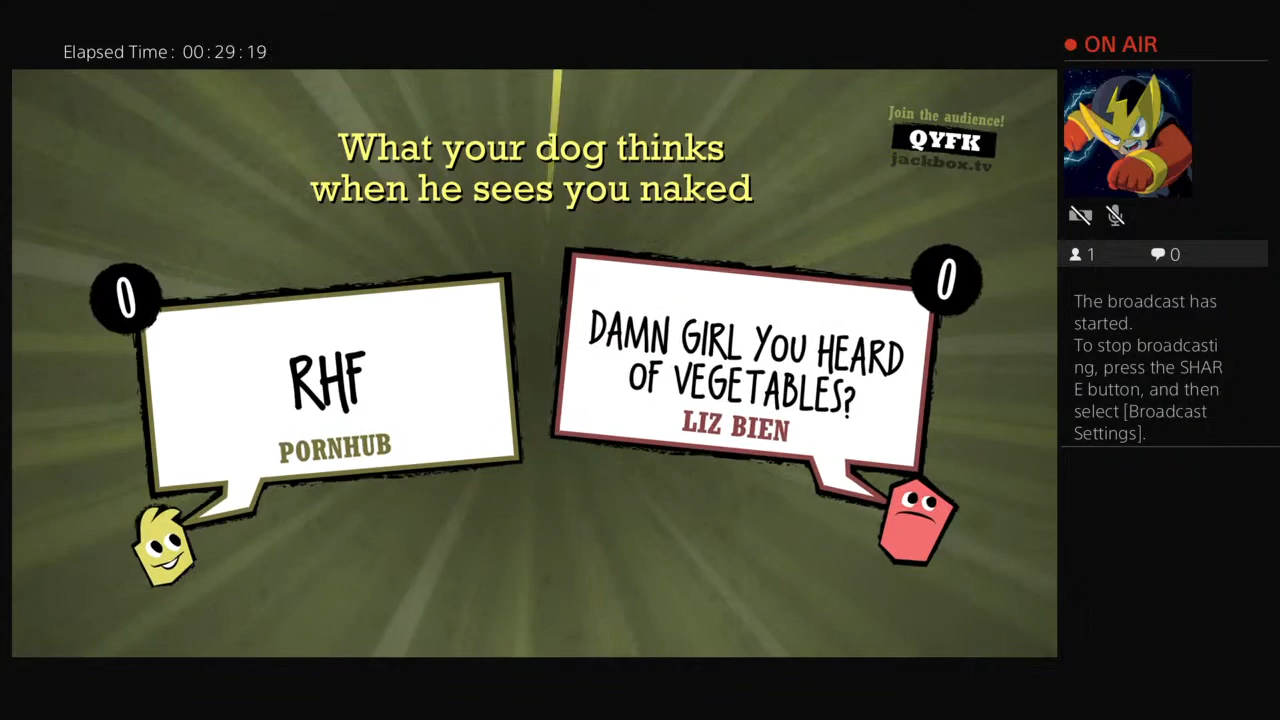 Elapsed Time: 00:29:19
ON AIR
What your dog thinks
when he sees you naked
Join the audience!
QYFK
jackbox.tv
0
RHF
PORNHUB
0
DAMN GIRL YOU HEARD
OF VEGETABLES?
LIZ BIEN
1
0
The broadcast has
started.
To stop broadcasti
ng, press the SHAR
E button, and then
select [Broadcast
Settings].